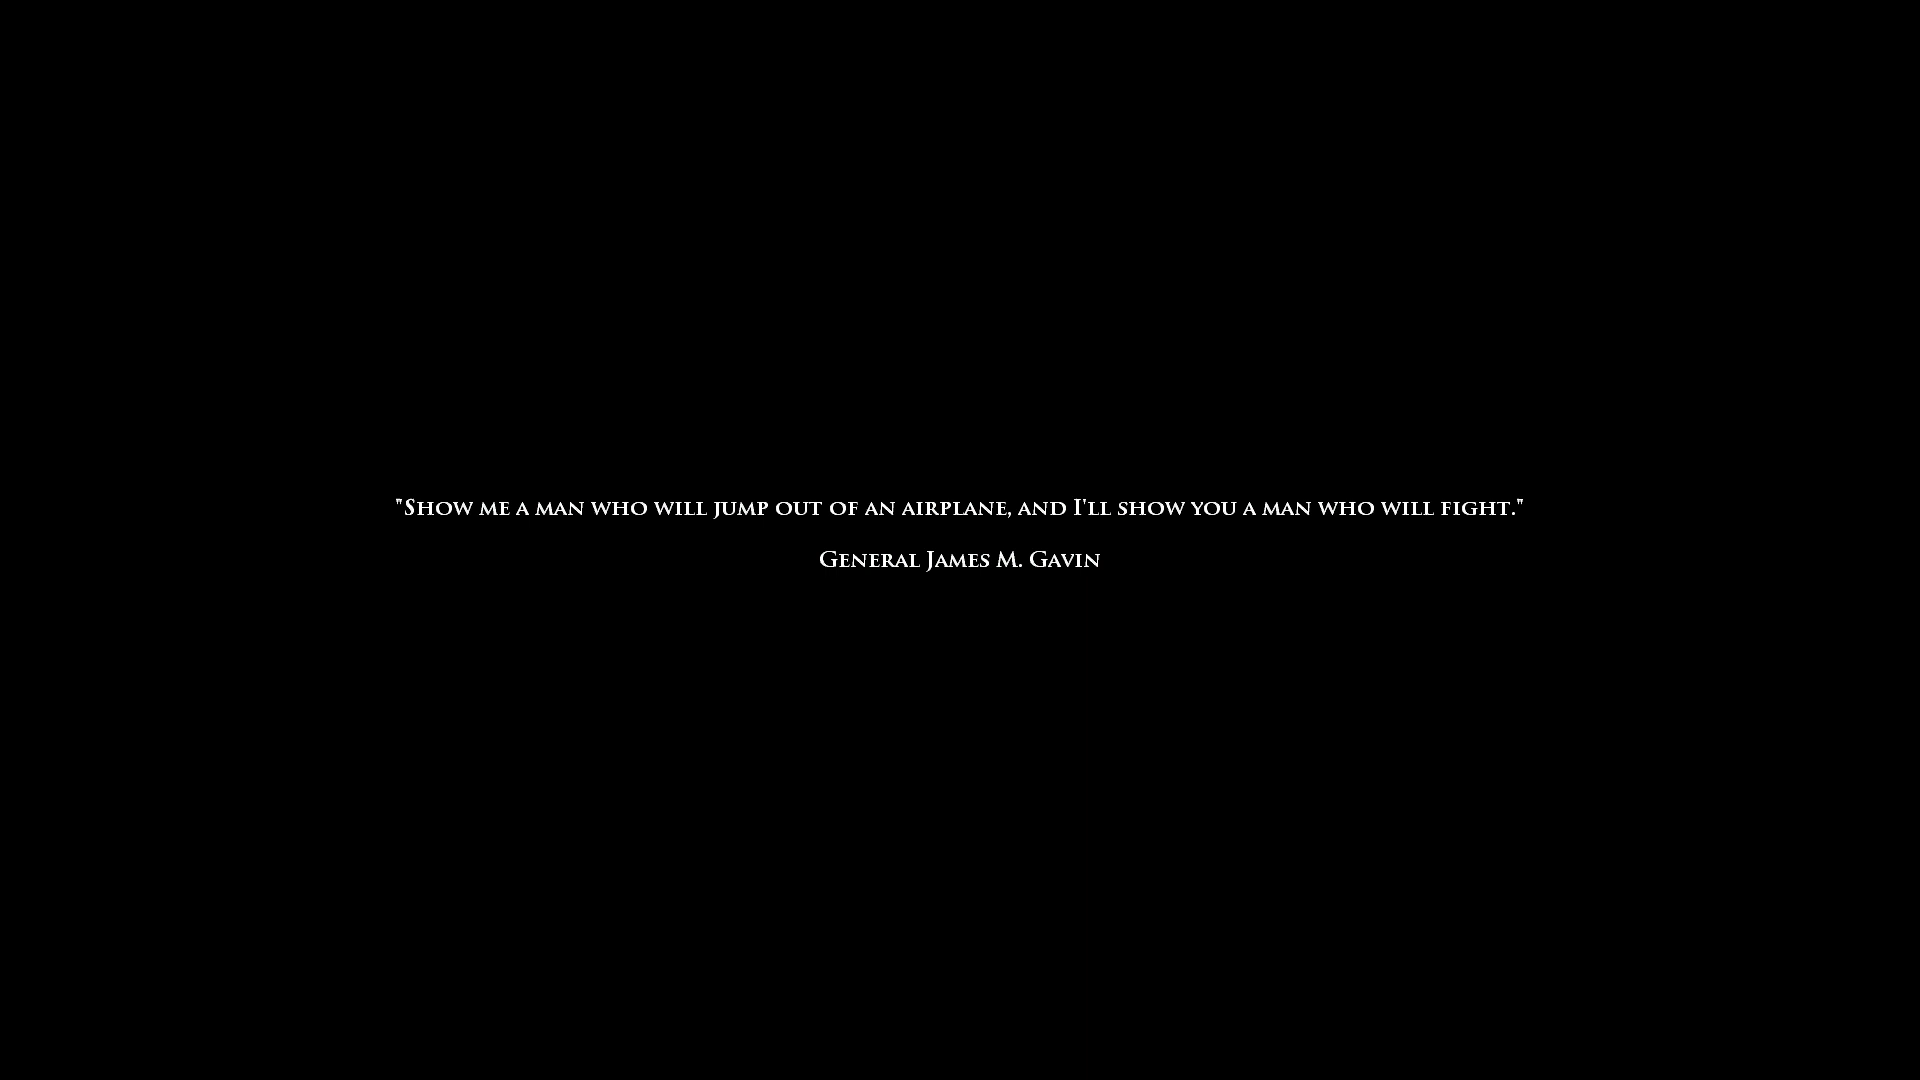 "Show me a man who will jump out of an airplane, and I'll show you a man who will fight."
General James M. Gavin